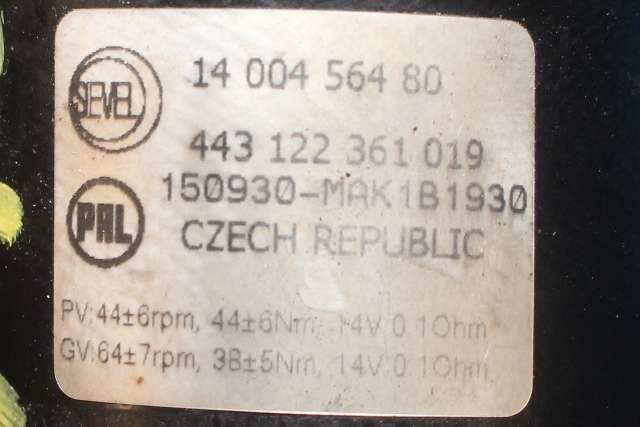 SEVEL
14 004 564 80
443 122 361 019
150930-MAK1B1930
PAL
CZECH REPUBLIC
PV:44±6rpm, 44±6Nm, 14V 0.1Ohm
GV:64±7rpm, 38±5Nm, 14V 0.1Ohm